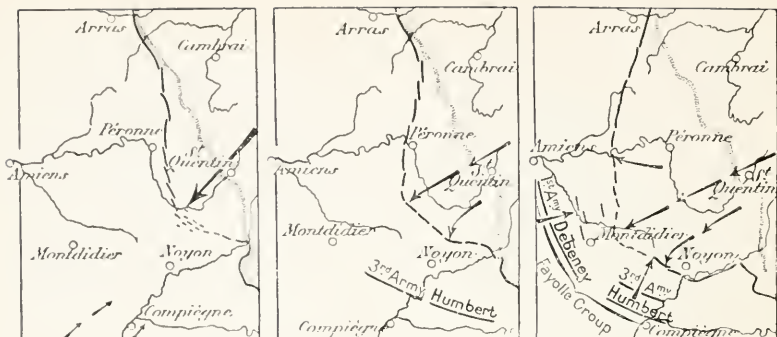 Arras
Cambrai
Péronne
St
Quentin
Amiens
Montdidier
Noyon
Compiègne
Arras
Cambrai
Péronne
St
Quentin
Amiens
Montdidier
Noyon
3rd Army
Humbert
Compiègne
Arras
Cambrai
Amiens
Péronne
St
Quentin
1st Army
Debeney
Montdidier
Noyon
Fayolle Group
3rd Army
Humbert
Compiègne